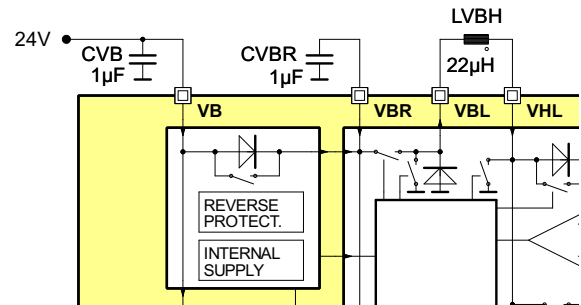 LVBH
24V
CVB
1µF
CVBR
1µF
22µH
VB
VBR
VBL
VHL
REVERSE
PROTECT.
INTERNAL
SUPPLY